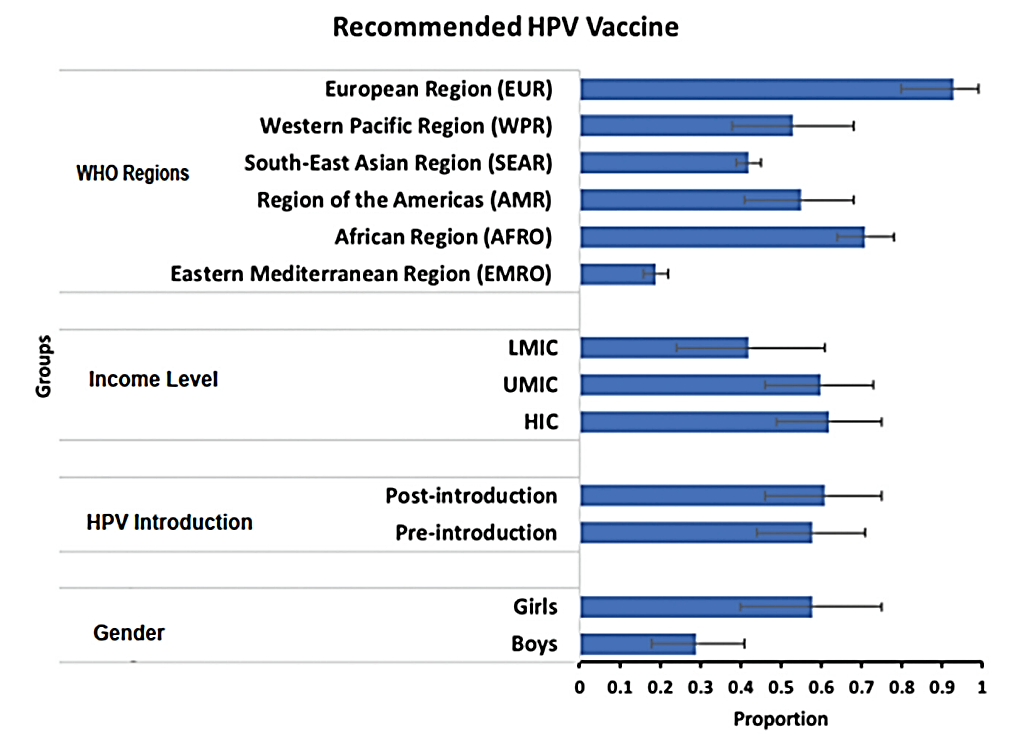 Recommended HPV Vaccine
WHO Regions
European Region (EUR)
Western Pacific Region (WPR)
South-East Asian Region (SEAR)
Region of the Americas (AMR)
African Region (AFRO)
Eastern Mediterranean Region (EMRO)
Groups
Income Level
LMIC
UMIC
HIC
HPV Introduction
Post-introduction
Pre-introduction
Gender
Girls
Boys
0 0.1 0.2 0.3 0.4 0.5 0.6 0.7 0.8 0.9 1
Proportion